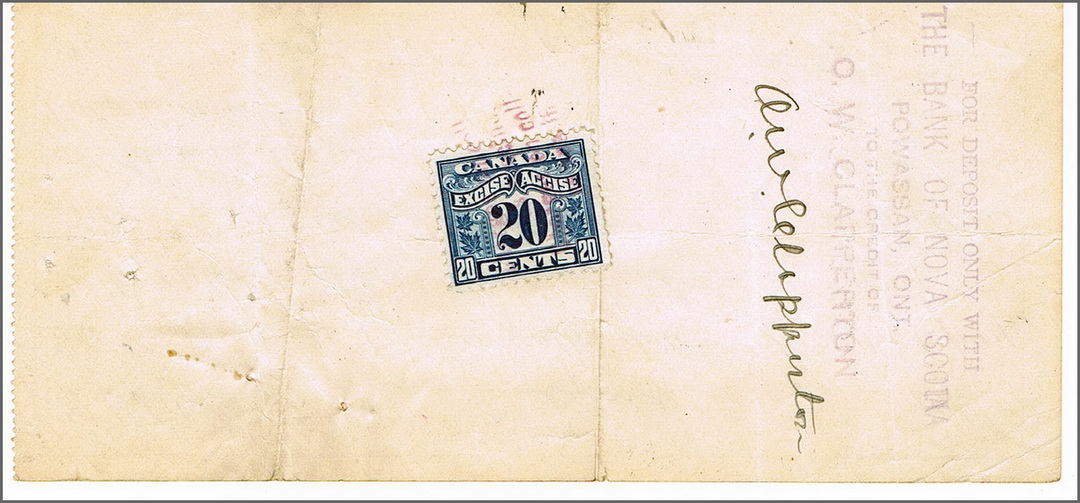 FOR DEPOSIT ONLY WITH
THE BANK OF NOVA SCOTIA
POWASSAN, ONT.
TO THE CREDIT OF
O. W. CLAPPERTON
CANADA
EXCISE ACCISE
20
20 CENTS 20